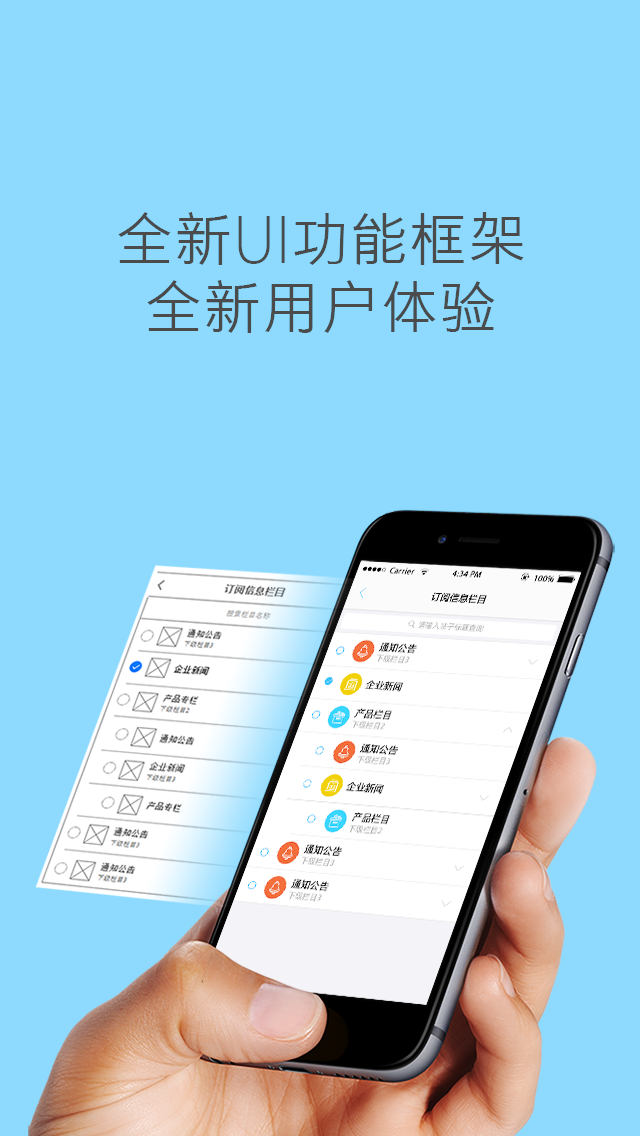 全新UI功能框架
全新用户体验
订阅信息栏目
搜索栏目名称
通知公告
下级栏目3
企业新闻
产品专栏
下级栏目2
通知公告
企业新闻
下级栏目3
产品专栏
通知公告
下级栏目3
通知公告
下级栏目3
Carrier
4:34 PM
100%
订阅信息栏目
通知公告
下级栏目3
企业新闻
产品栏目
下级栏目2
通知公告
下级栏目3
企业新闻
产品栏目
下级栏目2
通知公告
下级栏目3
通知公告
下级栏目3